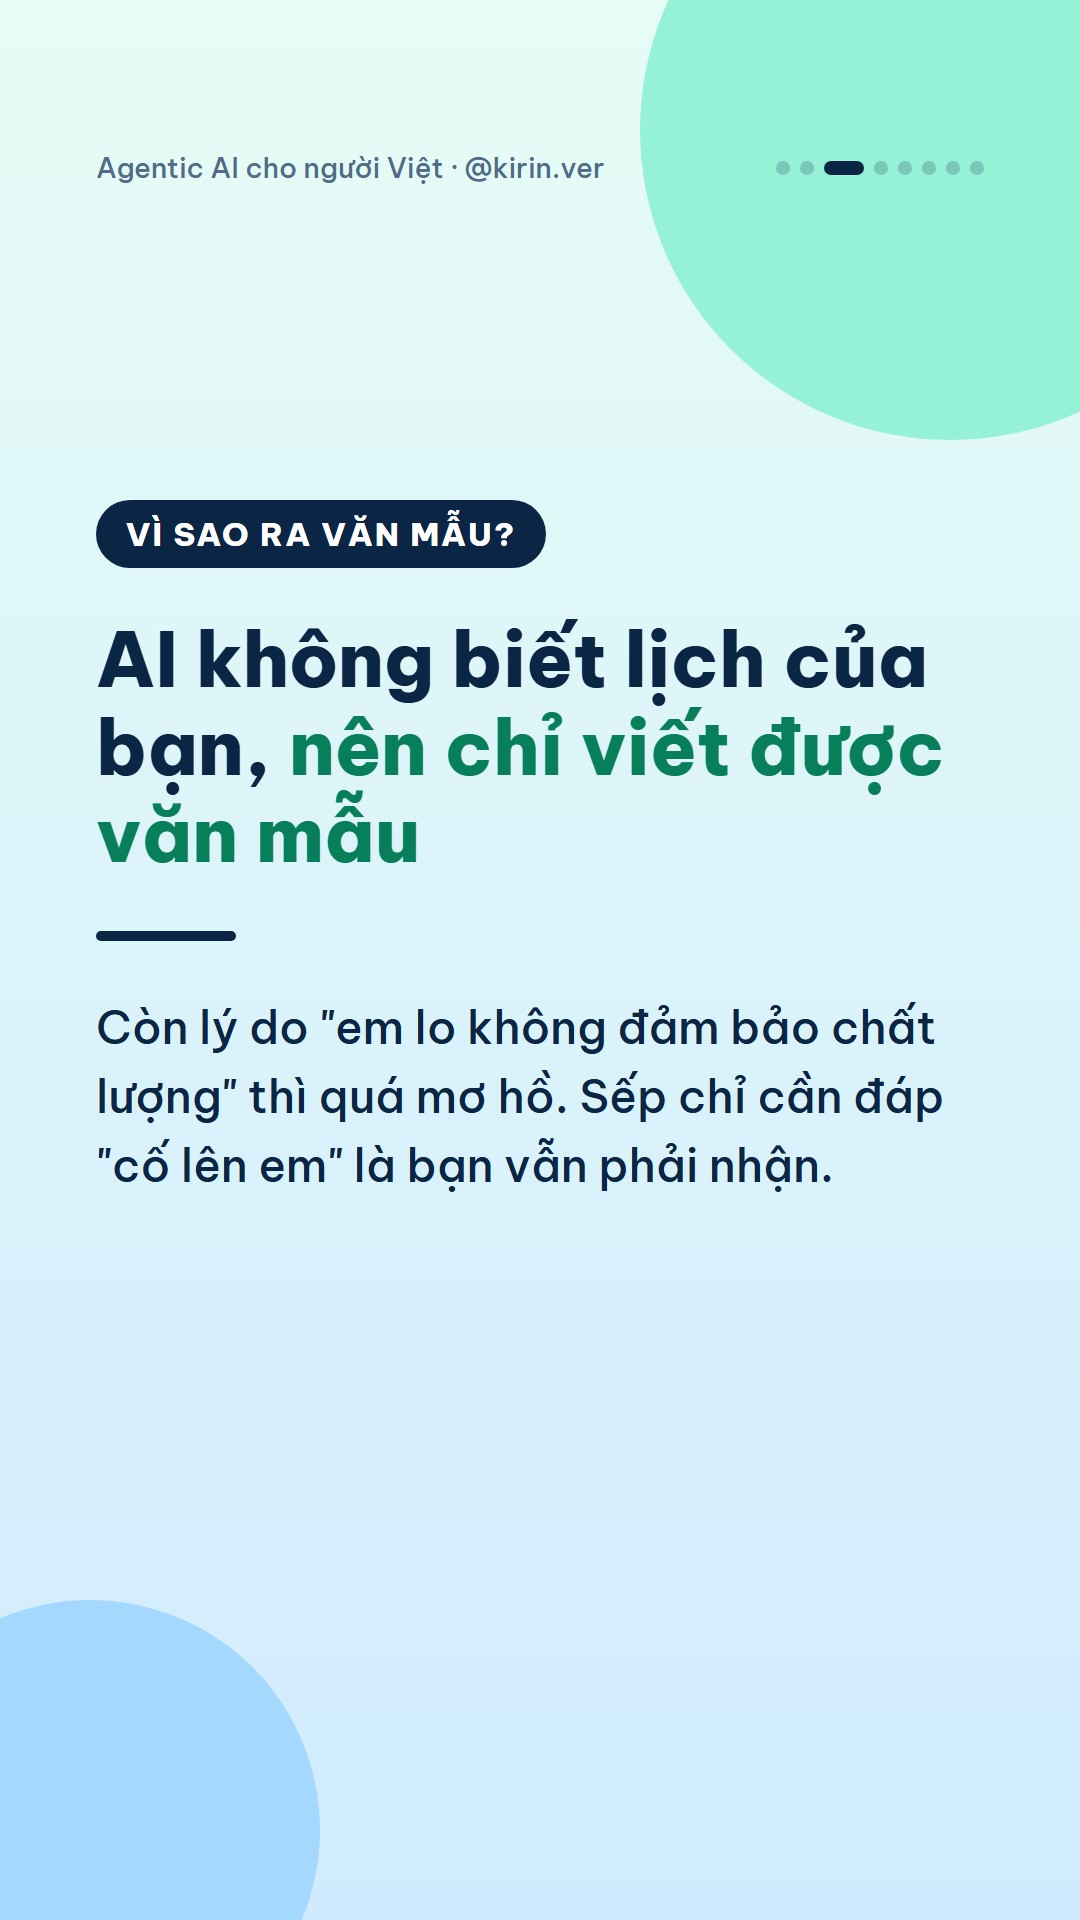 Agentic AI cho người Việt · @kirin.ver
VÌ SAO RA VĂN MẪU?
AI không biết lịch của
bạn, nên chỉ viết được
văn mẫu
Còn lý do "em lo không đảm bảo chất
lượng" thì quá mơ hồ. Sếp chỉ cần đáp
"cố lên em" là bạn vẫn phải nhận.